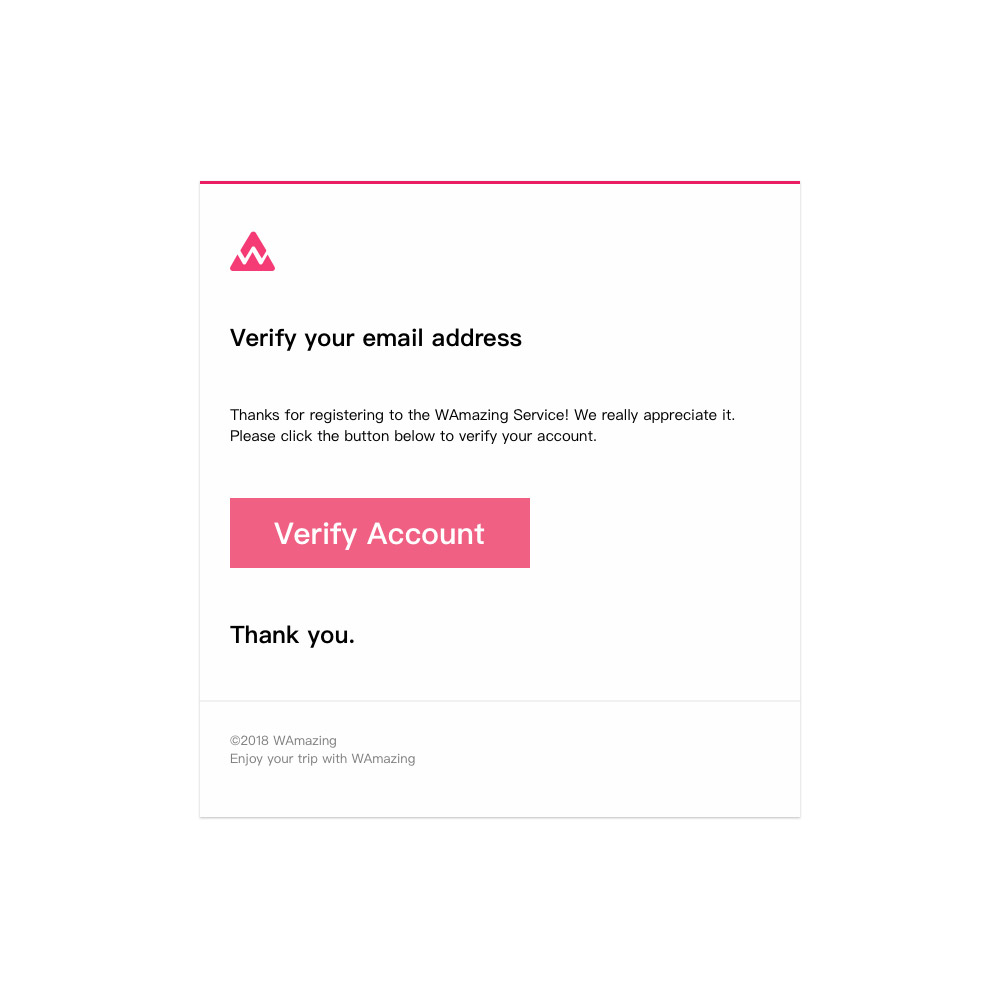 Verify your email address
Thanks for registering to the WAmazing Service! We really appreciate it.
Please click the button below to verify your account.
Verify Account
Thank you.
©2018 WAmazing
Enjoy your trip with WAmazing